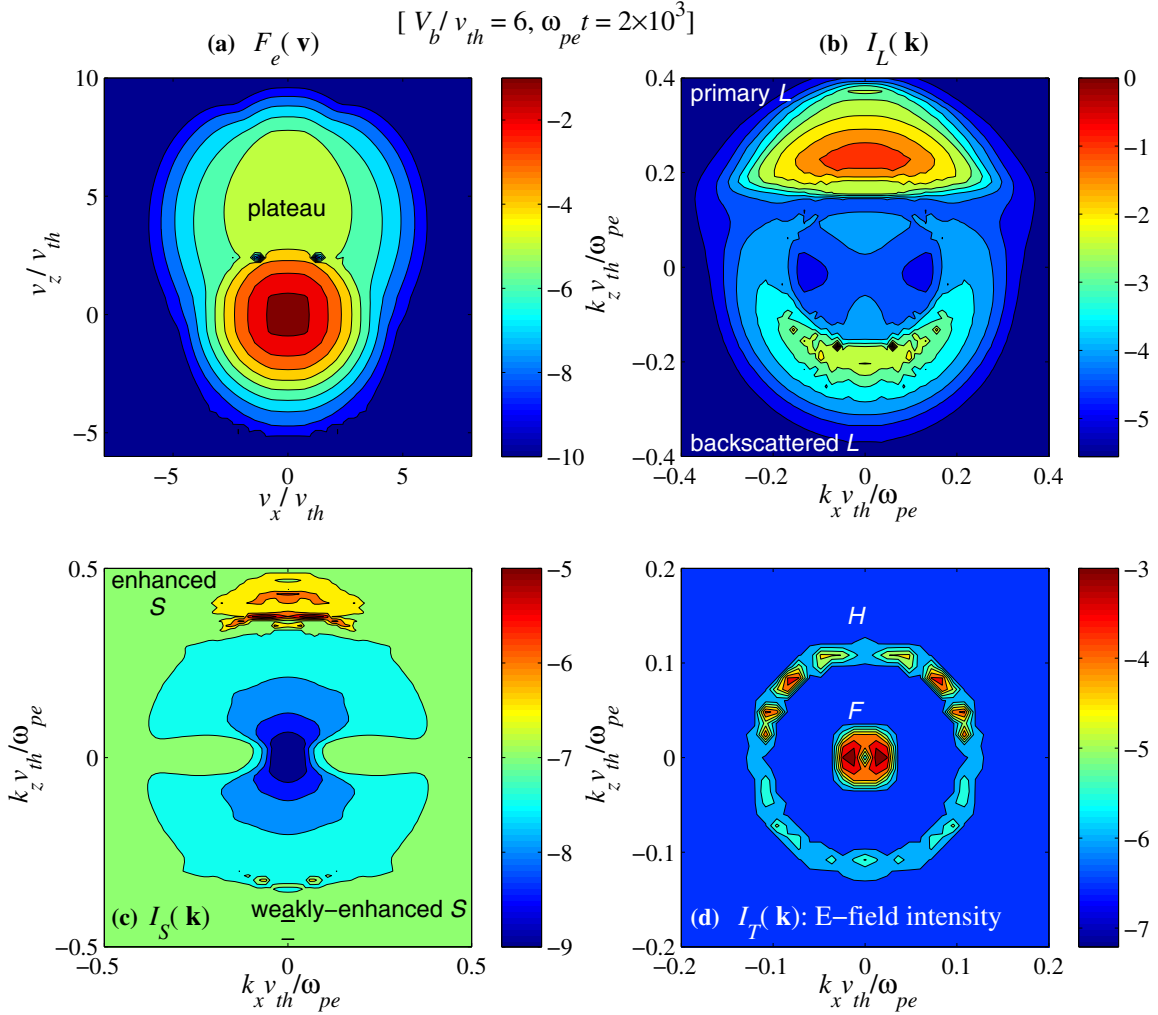 [ V_b/ v_th = 6, ω_pe t = 2×10^3]
(a) F_e( v)
10
5
0
−5
−5 0 5
v_z/ v_th
v_x/ v_th
plateau
−2
−4
−6
−8
−10
(b) I_L( k)
primary L
backscattered L
0.4
0.2
0
−0.2
−0.4
−0.4 −0.2 0 0.2 0.4
k_z v_th/ω_pe
k_x v_th/ω_pe
0
−1
−2
−3
−4
−5
enhanced
S
weakly−enhanced S
(c) I_S( k)
0.5
0
−0.5
−0.5 0 0.5
k_z v_th/ω_pe
k_x v_th/ω_pe
−5
−6
−7
−8
−9
H
F
(d) I_T( k): E−field intensity
0.2
0.1
0
−0.1
−0.2
−0.2 −0.1 0 0.1 0.2
k_z v_th/ω_pe
k_x v_th/ω_pe
−3
−4
−5
−6
−7